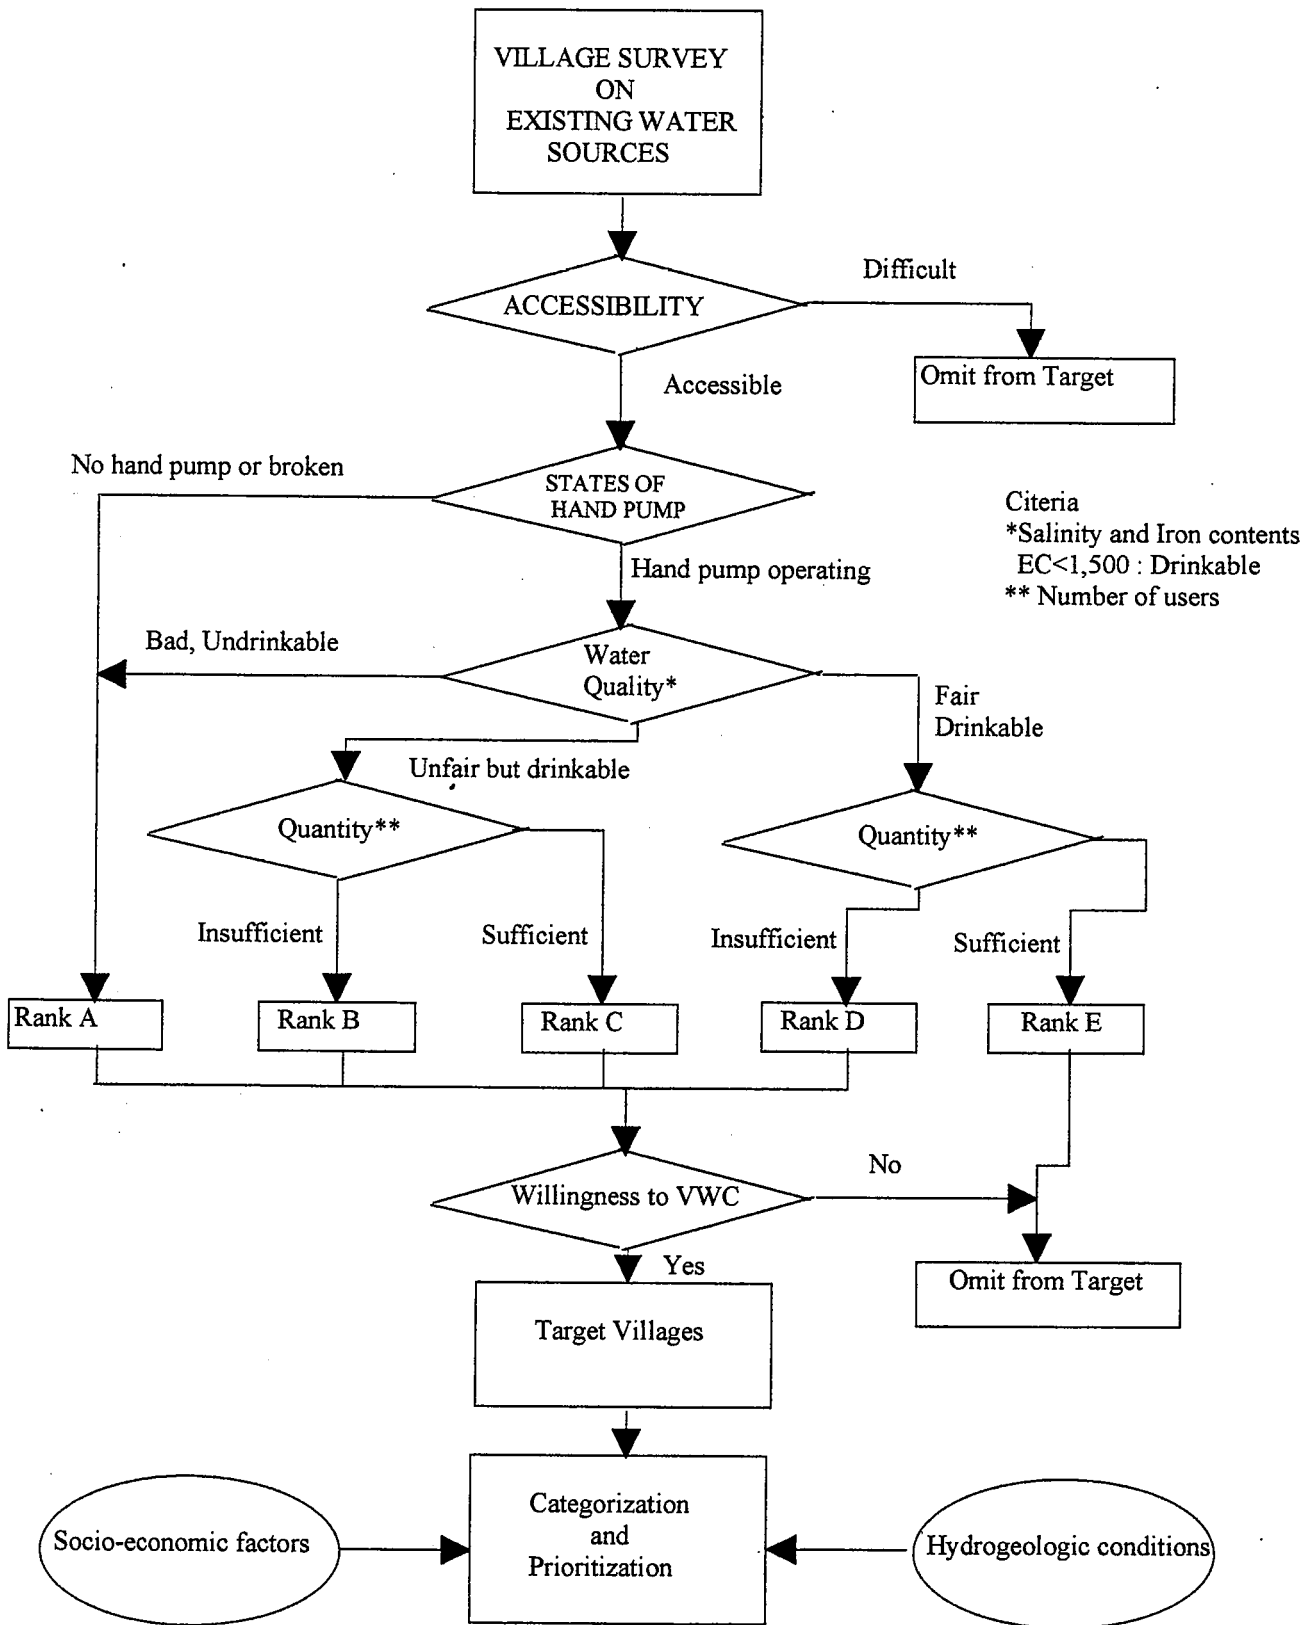 VILLAGE SURVEY
ON
EXISTING WATER
SOURCES
Difficult
ACCESSIBILITY
Omit from Target
Accessible
No hand pump or broken
STATES OF
HAND PUMP
Citeria
*Salinity and Iron contents
EC<1,500 : Drinkable
** Number of users
Hand pump operating
Bad, Undrinkable
Water
Quality*
Fair
Drinkable
Unfair but drinkable
Quantity**
Quantity**
Insufficient
Sufficient
Insufficient
Sufficient
Rank A
Rank B
Rank C
Rank D
Rank E
No
Willingness to VWC
Yes
Omit from Target
Target Villages
Categorization
and
Prioritization
Socio-economic factors
Hydrogeologic conditions